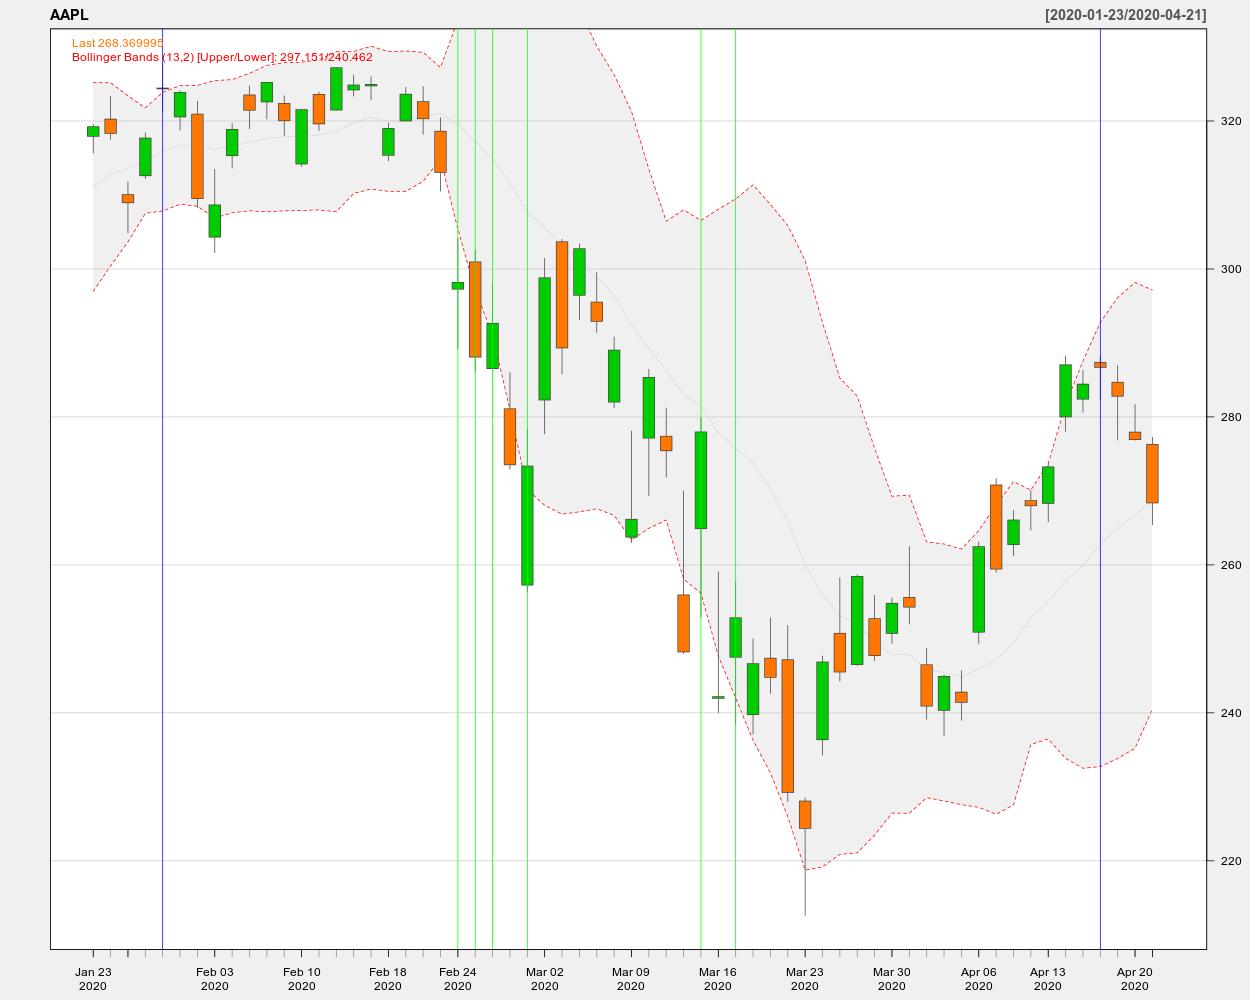 AAPL
[2020-01-23/2020-04-21]
Last 268.369995
Bollinger Bands (13,2) [Upper/Lower]: 297.151/240.462
320
300
280
260
240
220
Jan 23 2020
Feb 03 2020
Feb 10 2020
Feb 18 2020
Feb 24 2020
Mar 02 2020
Mar 09 2020
Mar 16 2020
Mar 23 2020
Mar 30 2020
Apr 06 2020
Apr 13 2020
Apr 20 2020